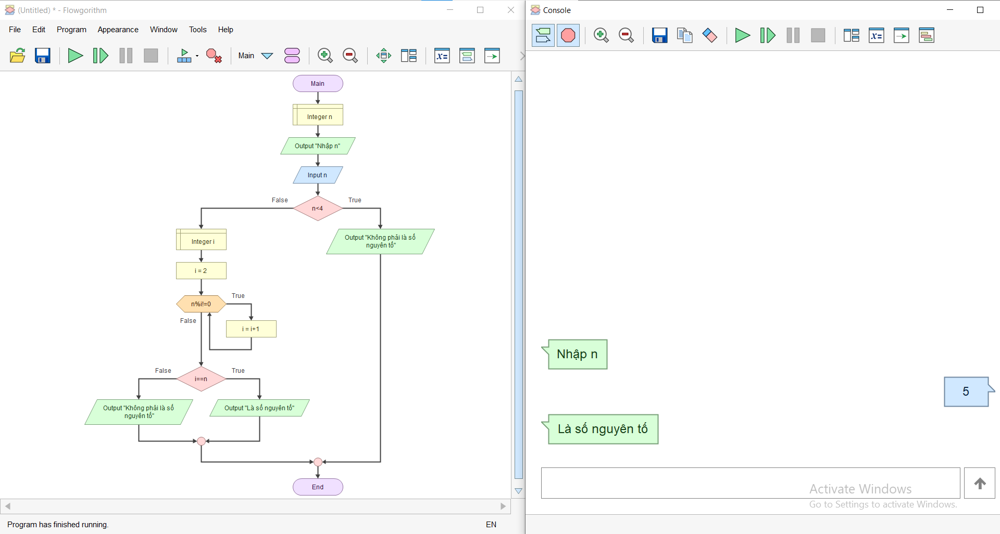 (Untitled) * - Flowgorithm
File Edit Program Appearance Window Tools Help
Main
Main
Integer n
Output "Nhập n"
Input n
False
True
n<4
Integer i
Output "Không phải là số
nguyên tố"
i = 2
True
n%i!=0
False
i = i+1
False
True
i==n
Output "Không phải là số
nguyên tố"
Output "Là số nguyên tố"
End
Program has finished running.
EN
Console
x=
x=
Nhập n
5
Là số nguyên tố
Activate Windows
Go to Settings to activate Windows.